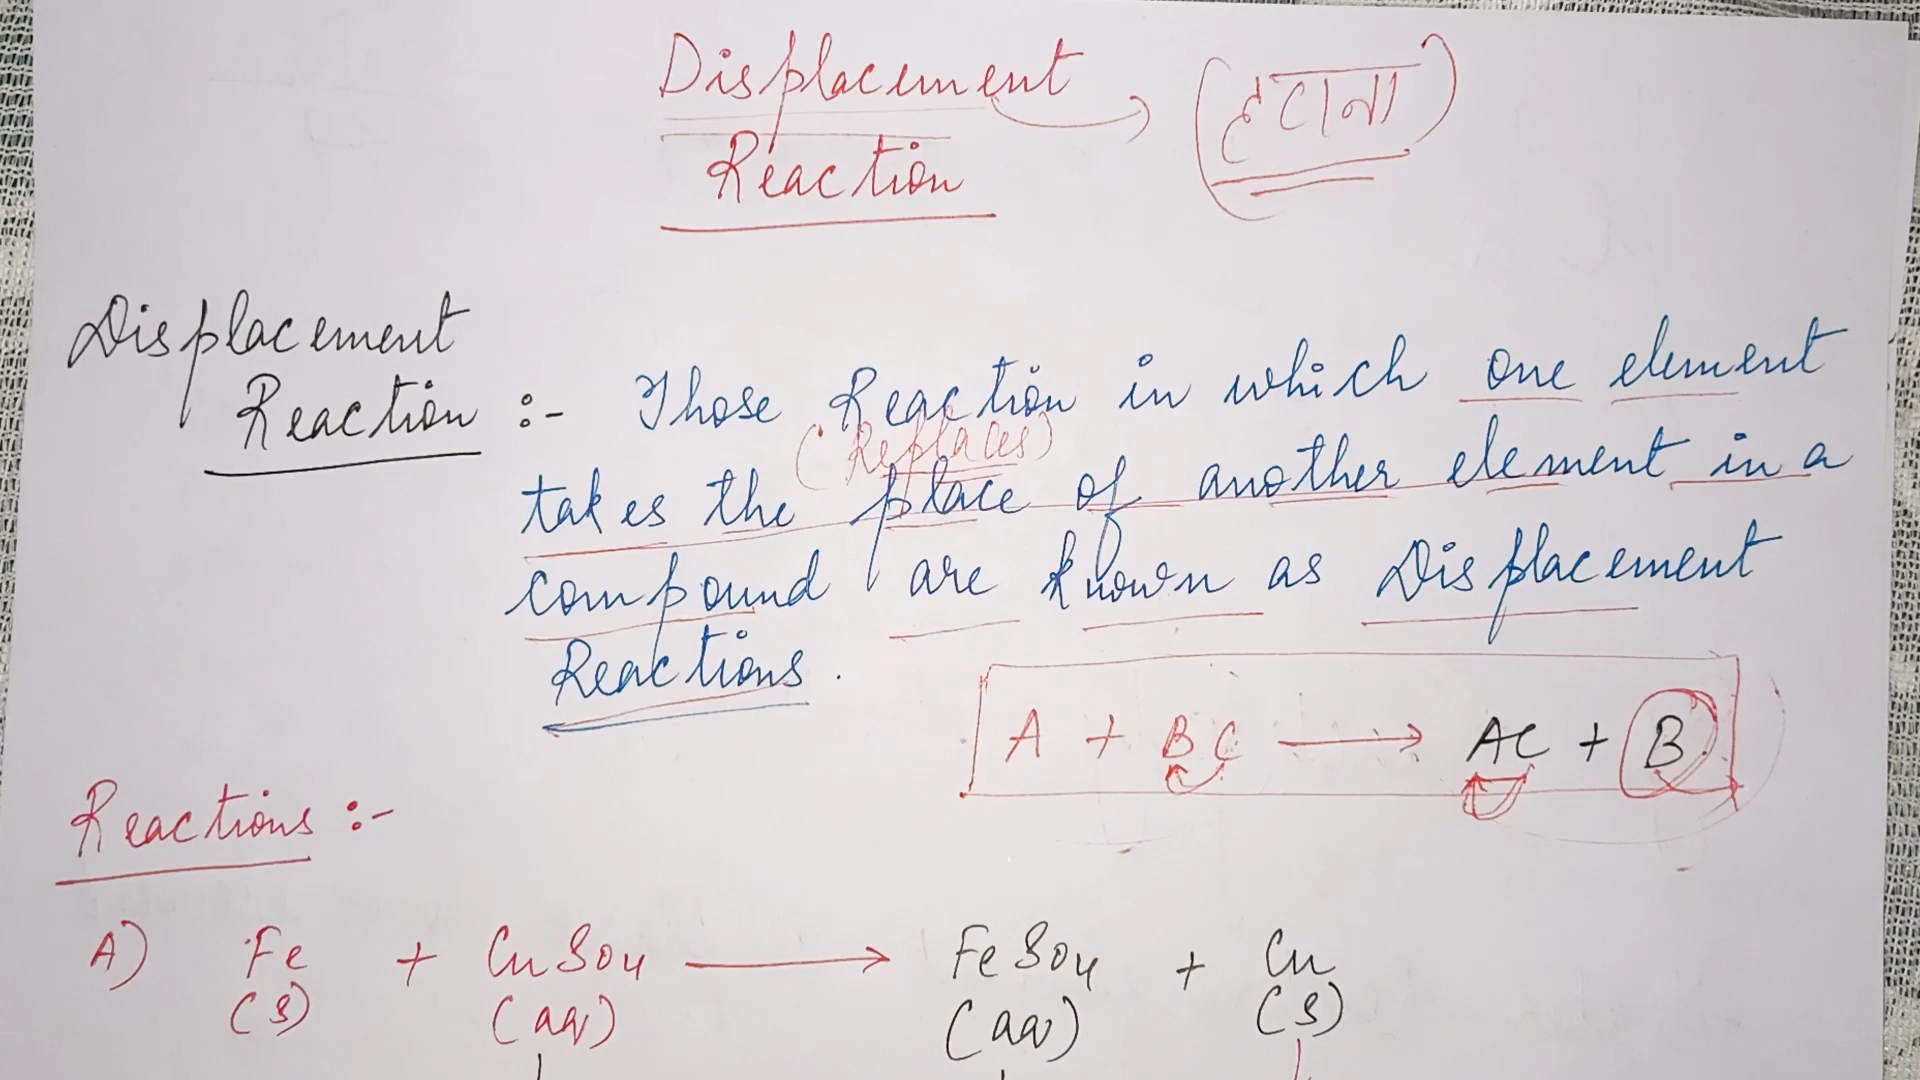 Displacement
(हटाना)
Reaction
Displacement
Reaction :- Those Reaction in which one element
(Replaces)
takes the place of another element in a
compound are known as Displacement
Reactions.
A + BC → AC + B
Reactions :-
A) Fe + CuSO4 → FeSO4 + Cu
(s) (aq) (aq) (s)